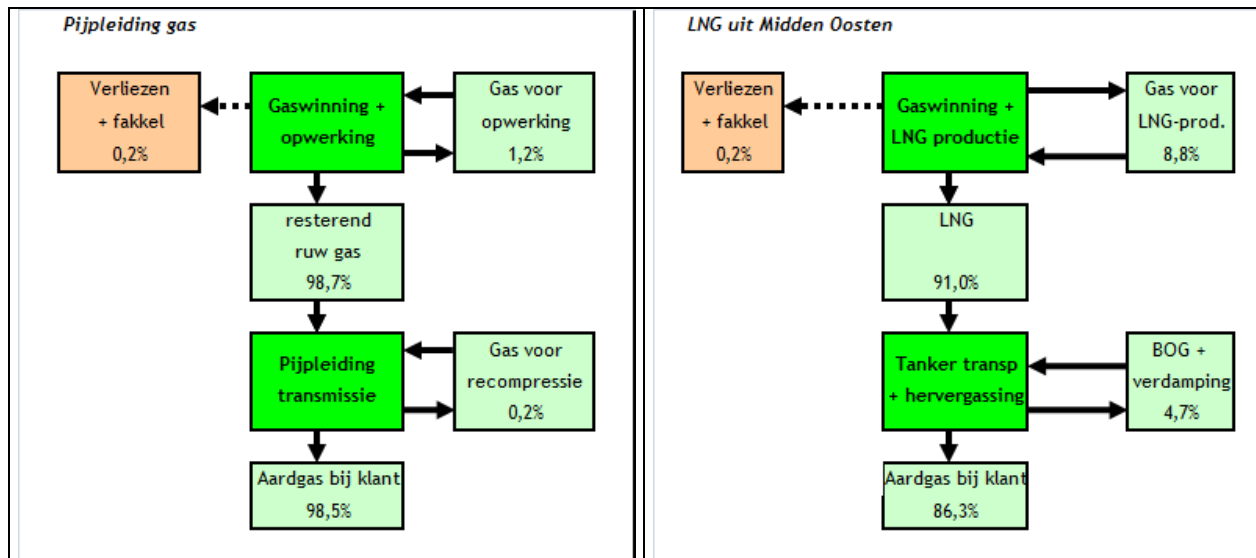 Pijpleiding gas
Verliezen
+ fakkel
0,2%
Gaswinning +
opwerking
Gas voor
opwerking
1,2%
resterend
ruw gas
98,7%
Pijpleiding
transmissie
Gas voor
recompressie
0,2%
Aardgas bij klant
98,5%
LNG uit Midden Oosten
Verliezen
+ fakkel
0,2%
Gaswinning +
LNG productie
Gas voor
LNG-prod.
8,8%
LNG
91,0%
Tanker transp
+ hervergassing
BOG +
verdamping
4,7%
Aardgas bij klant
86,3%